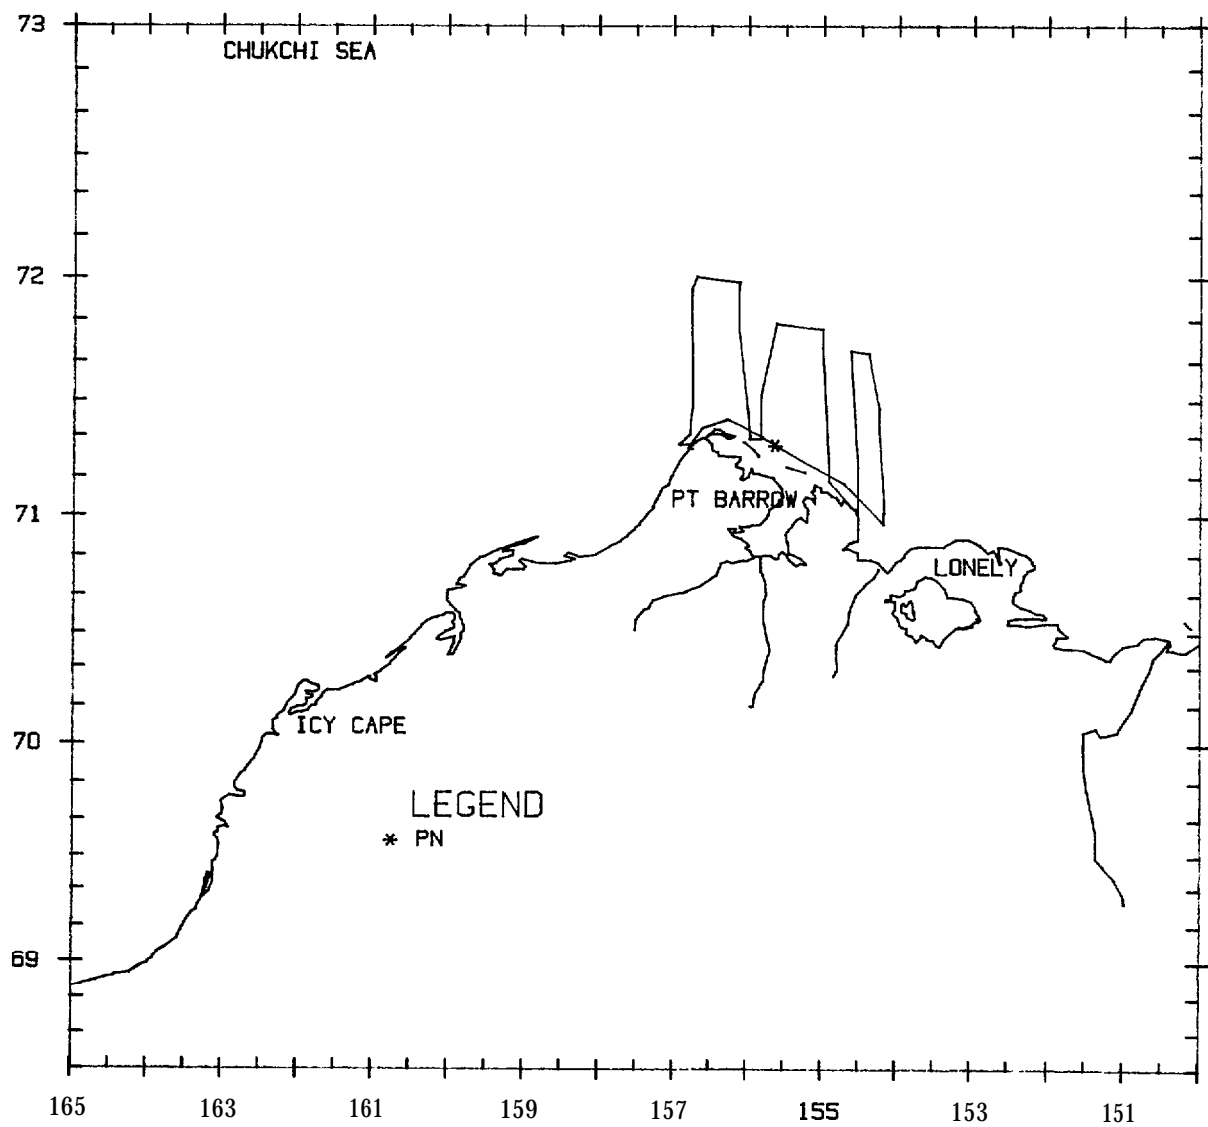 73
CHUKCHI SEA
72
PT BARROW
71
LONELY
ICY CAPE
70
LEGEND
* PN
69
165 163 161 159 157 155 153 151